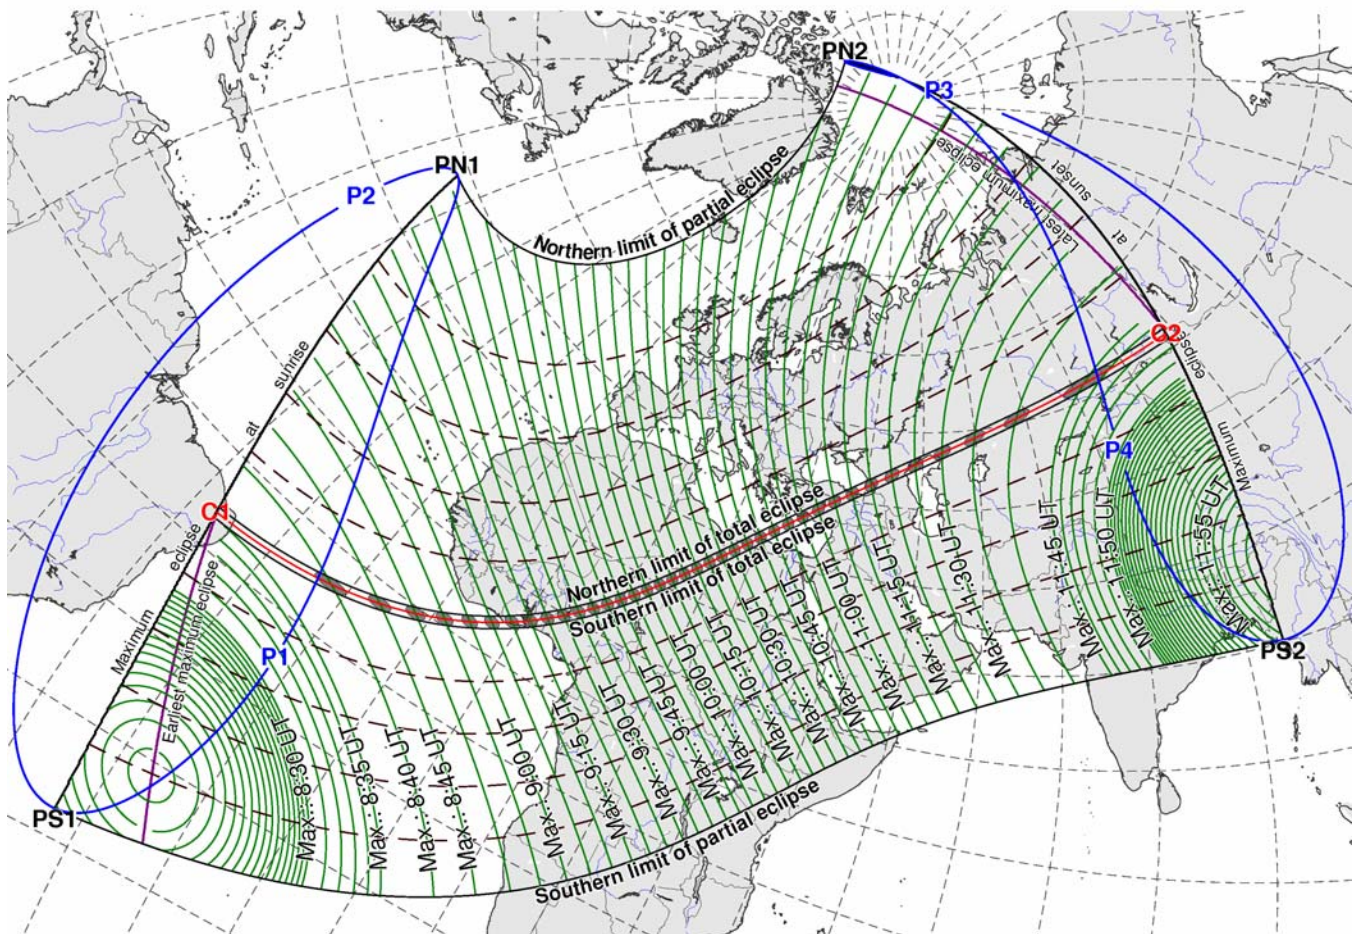 PN2
P3
PN1
P2
Northern limit of partial eclipse
Latest maximum eclipse
Maximum eclipse at sunset
C2
Maximum eclipse at sunrise
C1
Earliest maximum eclipse
P1
P4
Northern limit of total eclipse
Southern limit of total eclipse
PS1
PS2
Max...8:30 UT
Max...8:35 UT
Max...8:40 UT
Max...8:45 UT
Max...9:00 UT
Max...9:15 UT
Max...9:30 UT
Max...9:45 UT
Max...10:00 UT
Max...10:15 UT
Max...10:30 UT
Max...10:45 UT
Max...11:00 UT
Max...11:15 UT
Max...11:30 UT
Max...11:45 UT
Max...11:50 UT
Max...11:55 UT
Southern limit of partial eclipse